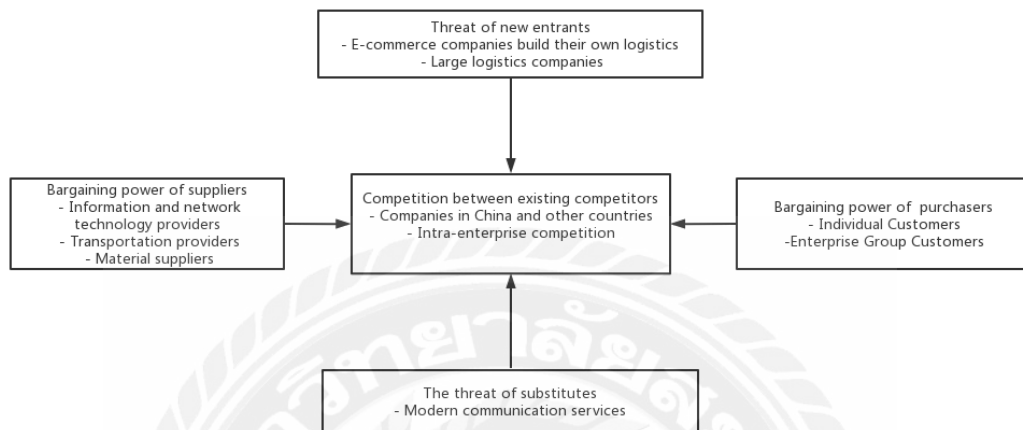 Threat of new entrants
- E-commerce companies build their own logistics
- Large logistics companies
Bargaining power of suppliers
- Information and network
technology providers
- Transportation providers
- Material suppliers
Competition between existing competitors
- Companies in China and other countries
- Intra-enterprise competition
Bargaining power of purchasers
- Individual Customers
-Enterprise Group Customers
The threat of substitutes
- Modern communication services